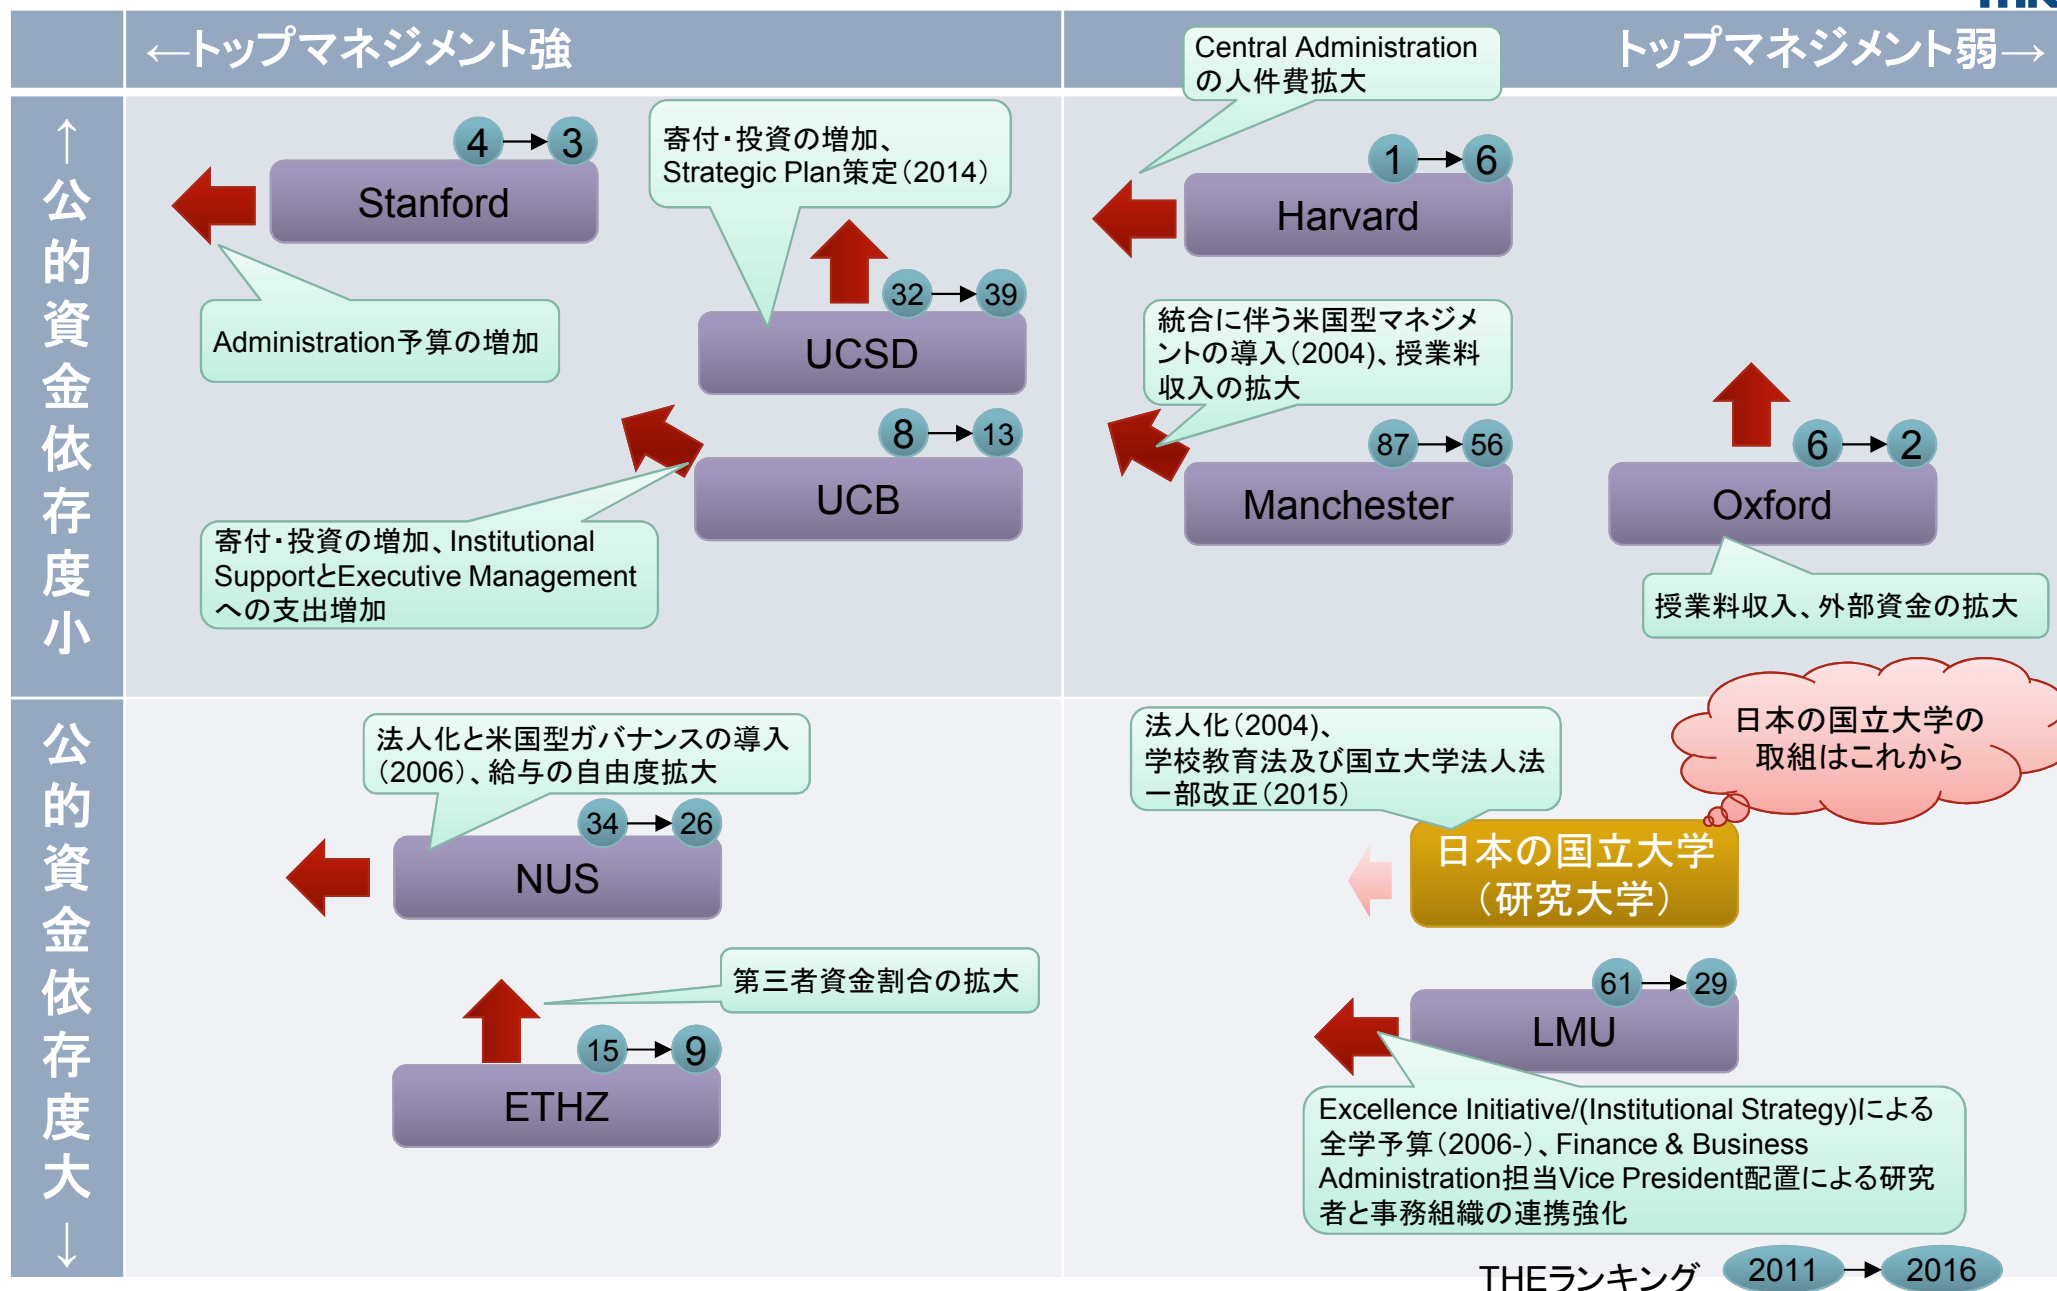 ←トップマネジメント強
トップマネジメント弱→
↑公的資金依存度小
公的資金依存度大↓
4→3
Stanford
Administration予算の増加
寄付・投資の増加、
Strategic Plan策定（2014）
32→39
UCSD
8→13
UCB
寄付・投資の増加、Institutional
SupportとExecutive Management
への支出増加
Central Administration
の人件費拡大
1→6
Harvard
統合に伴う米国型マネジメ
ントの導入（2004）、授業料
収入の拡大
87→56
Manchester
6→2
Oxford
授業料収入、外部資金の拡大
法人化と米国型ガバナンスの導入
（2006）、給与の自由度拡大
34→26
NUS
第三者資金割合の拡大
15→9
ETHZ
法人化（2004）、
学校教育法及び国立大学法人法
一部改正（2015）
日本の国立大学の
取組はこれから
日本の国立大学
（研究大学）
61→29
LMU
Excellence Initiative/(Institutional Strategy)による
全学予算（2006-）、Finance & Business
Administration担当Vice President配置による研究
者と事務組織の連携強化
THEランキング 2011→2016